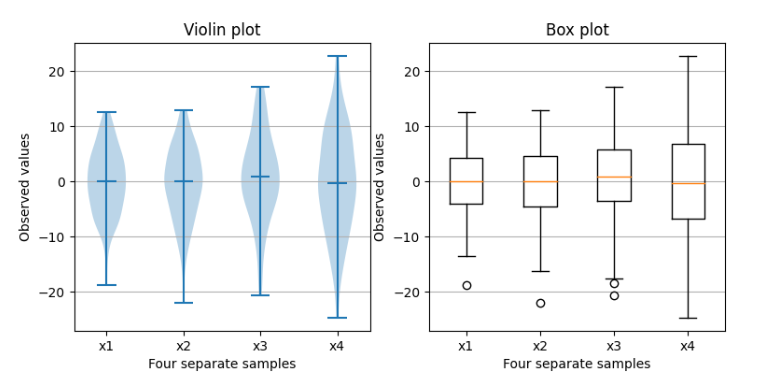 Violin plot
20
10
0
−10
−20
Observed values
x1 x2 x3 x4
Four separate samples
Box plot
20
10
0
−10
−20
Observed values
x1 x2 x3 x4
Four separate samples